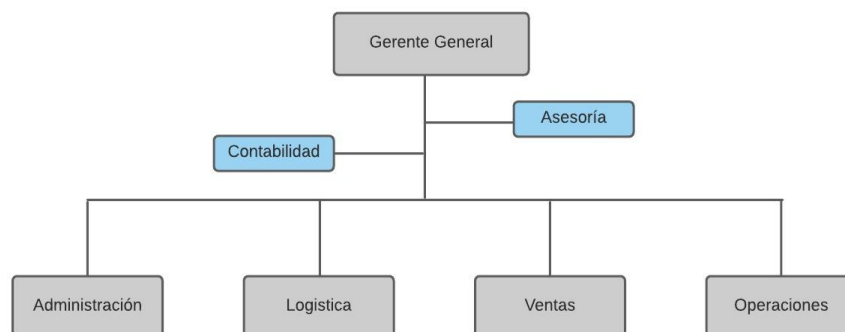 Gerente General
Asesoría
Contabilidad
Administración
Logistica
Ventas
Operaciones